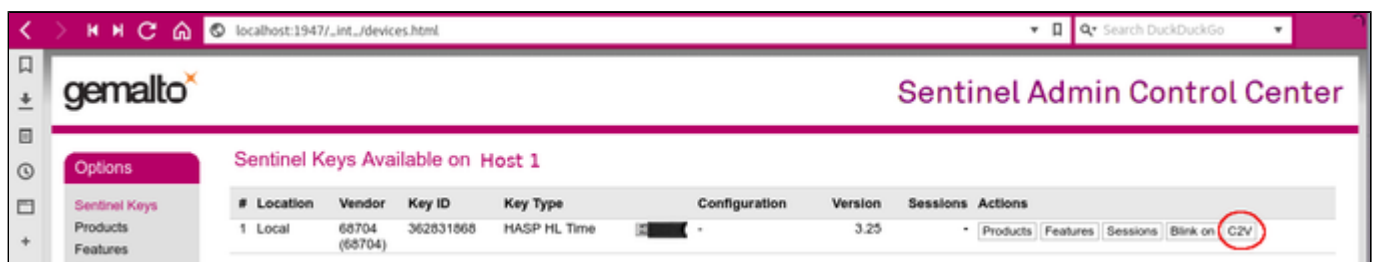 localhost:1947/_int_/devices.html
Search DuckDuckGo
gemalto
Sentinel Admin Control Center
Options
Sentinel Keys Available on Host 1
# Location Vendor Key ID Key Type Configuration Version Sessions Actions
Sentinel Keys
1 Local 68704 362831868 HASP HL Time - 3.25 - Products Features Sessions Blink on C2V
(68704)
Products
Features